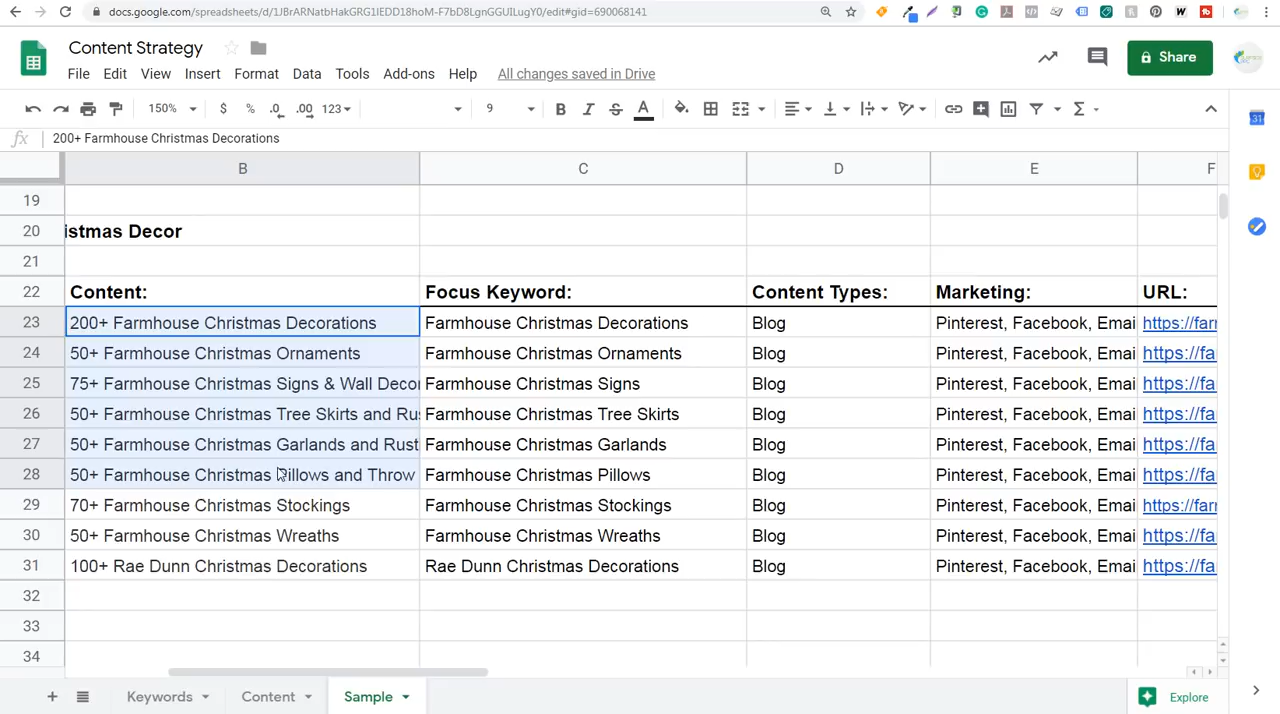 docs.google.com/spreadsheets/d/1JBrARNatbHakGRG1lEDD18hoM-F7bD8LgnGGUILugY0/edit#gid=690068141
Content Strategy
File Edit View Insert Format Data Tools Add-ons Help All changes saved in Drive
Share
150% $ % .0 .00 123 9 B I S A
fx 200+ Farmhouse Christmas Decorations
31
B C D E F
19
20 istmas Decor
21
22 Content: Focus Keyword: Content Types: Marketing: URL:
23 200+ Farmhouse Christmas Decorations Farmhouse Christmas Decorations Blog Pinterest, Facebook, Emai https://farr
24 50+ Farmhouse Christmas Ornaments Farmhouse Christmas Ornaments Blog Pinterest, Facebook, Emai https://fa
25 75+ Farmhouse Christmas Signs & Wall Decor Farmhouse Christmas Signs Blog Pinterest, Facebook, Emai https://fa
26 50+ Farmhouse Christmas Tree Skirts and Rus Farmhouse Christmas Tree Skirts Blog Pinterest, Facebook, Emai https://fa
27 50+ Farmhouse Christmas Garlands and Rust Farmhouse Christmas Garlands Blog Pinterest, Facebook, Emai https://fa
28 50+ Farmhouse Christmas Pillows and Throw Farmhouse Christmas Pillows Blog Pinterest, Facebook, Emai https://fa
29 70+ Farmhouse Christmas Stockings Farmhouse Christmas Stockings Blog Pinterest, Facebook, Emai https://farr
30 50+ Farmhouse Christmas Wreaths Farmhouse Christmas Wreaths Blog Pinterest, Facebook, Emai https://fa
31 100+ Rae Dunn Christmas Decorations Rae Dunn Christmas Decorations Blog Pinterest, Facebook, Emai https://fa
32
33
34
Keywords Content Sample Explore